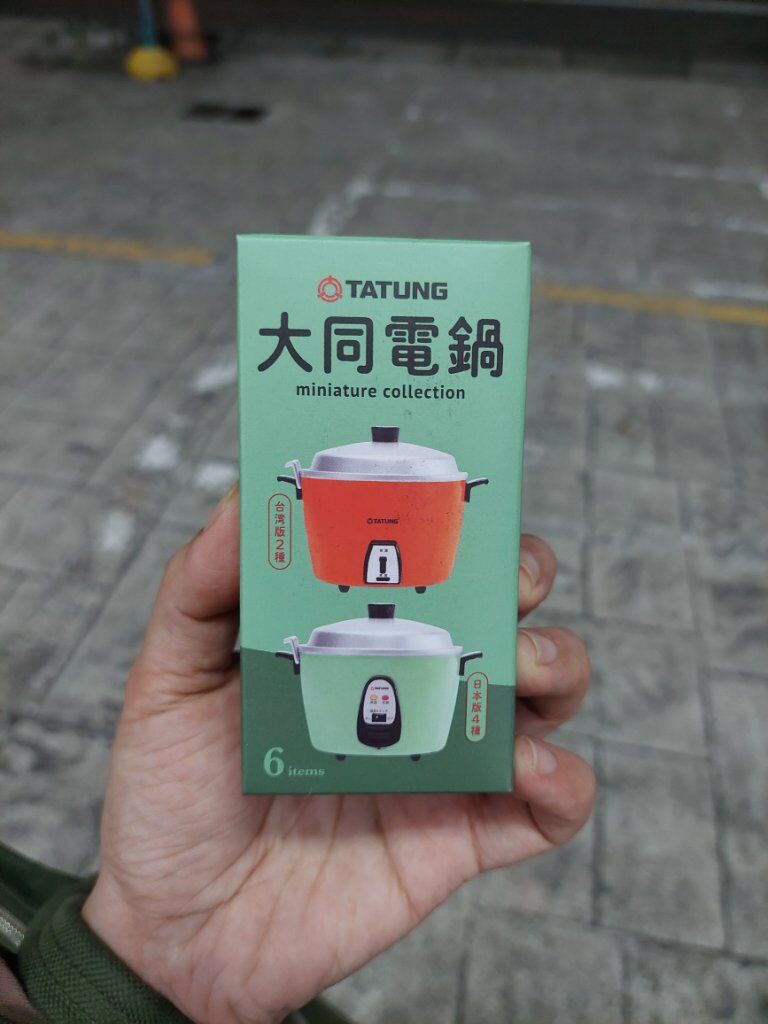 TATUNG
大同電鍋
miniature collection
台湾版2種
TATUNG
日本版4種
TATUNG
6 items